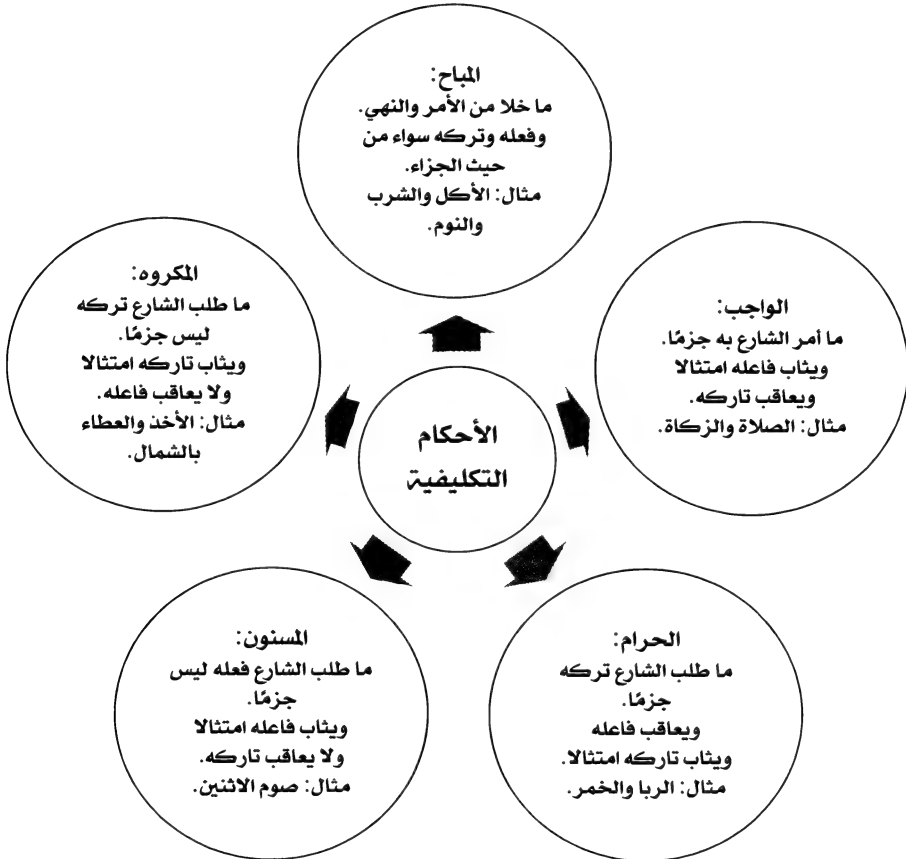 المباح:
ما خلا من الأمر والنهي.
وفعله وتركه سواء من
حيث الجزاء.
مثال: الأكل والشرب
والنوم.
الواجب:
ما أمر الشارع به جزمًا.
ويثاب فاعله امتثالا
ويعاقب تاركه.
مثال: الصلاة والزكاة.
المكروه:
ما طلب الشارع تركه
ليس جزمًا.
ويثاب تاركه امتثالا
ولا يعاقب فاعله.
مثال: الأخذ والعطاء
بالشمال.
الأحكام
التكليفية
الحرام:
ما طلب الشارع تركه
جزمًا.
ويعاقب فاعله
ويثاب تاركه امتثالا.
مثال: الربا والخمر.
المسنون:
ما طلب الشارع فعله ليس
جزمًا.
ويثاب فاعله امتثالا
ولا يعاقب تاركه.
مثال: صوم الاثنين.